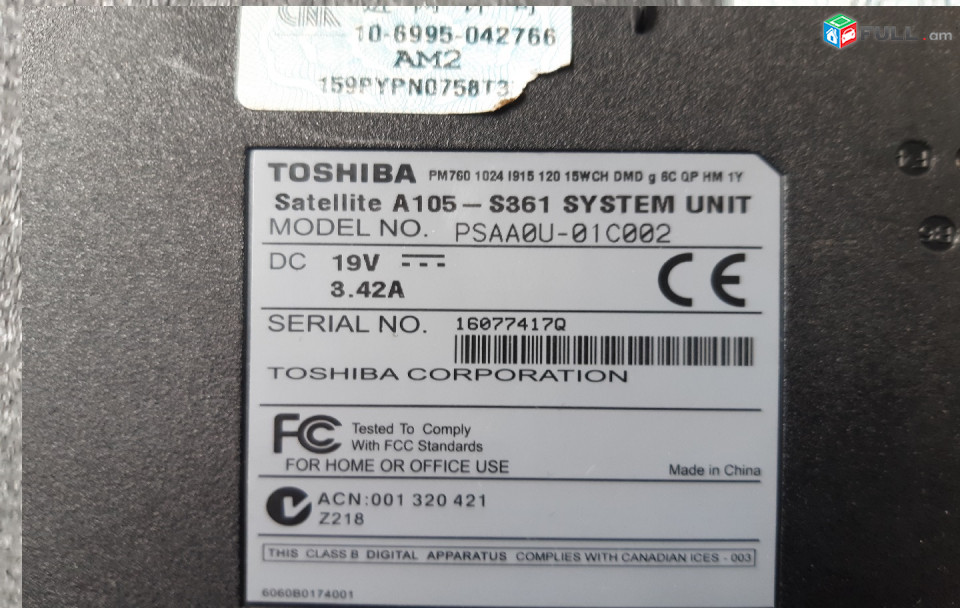 10-6995-042766
AM2
159PYPN0758T3
TOSHIBA PM760 1024 I915 120 15WCH DMD g 6C QP HM 1Y
Satellite A105-S361 SYSTEM UNIT
MODEL NO. PSAA0U-01C002
DC 19V
3.42A
CE
SERIAL NO. 16077417Q
TOSHIBA CORPORATION
FC Tested To Comply
With FCC Standards
FOR HOME OR OFFICE USE
Made in China
ACN:001 320 421
Z218
THIS CLASS B DIGITAL APPARATUS COMPLIES WITH CANADIAN ICES - 003
6060B0174001
.am